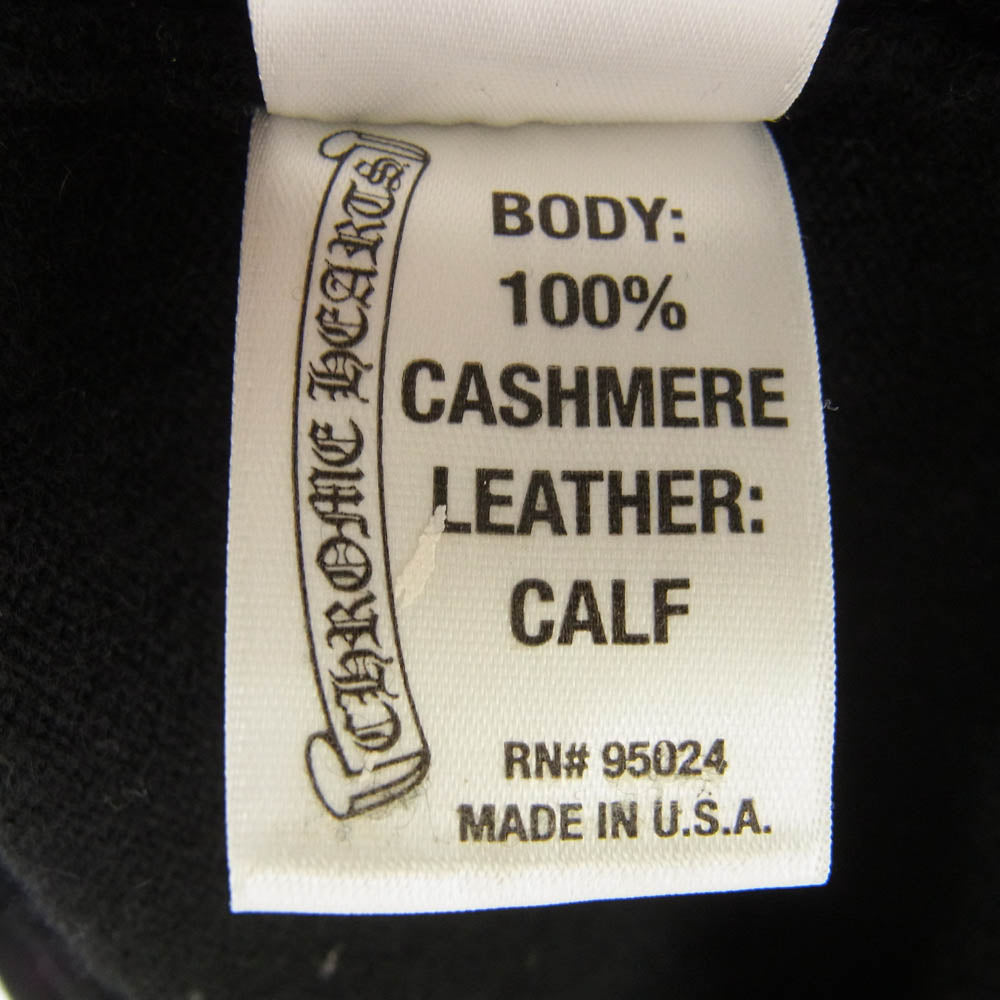 CHROME HEARTS
BODY:
100%
CASHMERE
LEATHER:
CALF
RN# 95024
MADE IN U.S.A.